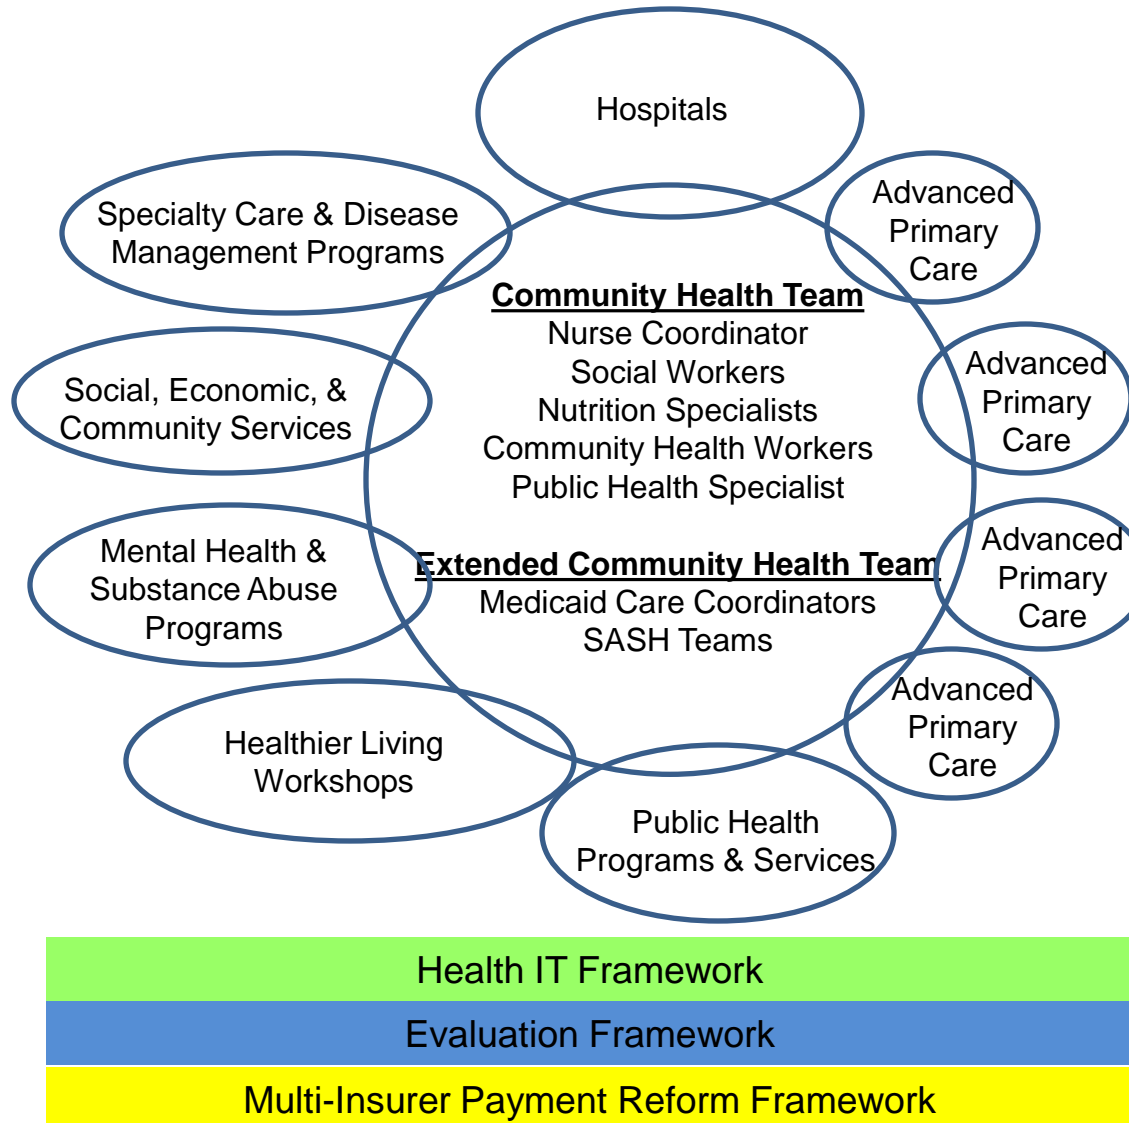 Hospitals
Specialty Care & Disease
Management Programs
Advanced
Primary
Care
Community Health Team
Nurse Coordinator
Social Workers
Nutrition Specialists
Community Health Workers
Public Health Specialist
Social, Economic, &
Community Services
Advanced
Primary
Care
Extended Community Health Team
Medicaid Care Coordinators
SASH Teams
Mental Health &
Substance Abuse
Programs
Advanced
Primary
Care
Healthier Living
Workshops
Advanced
Primary
Care
Public Health
Programs & Services
Health IT Framework
Evaluation Framework
Multi-Insurer Payment Reform Framework